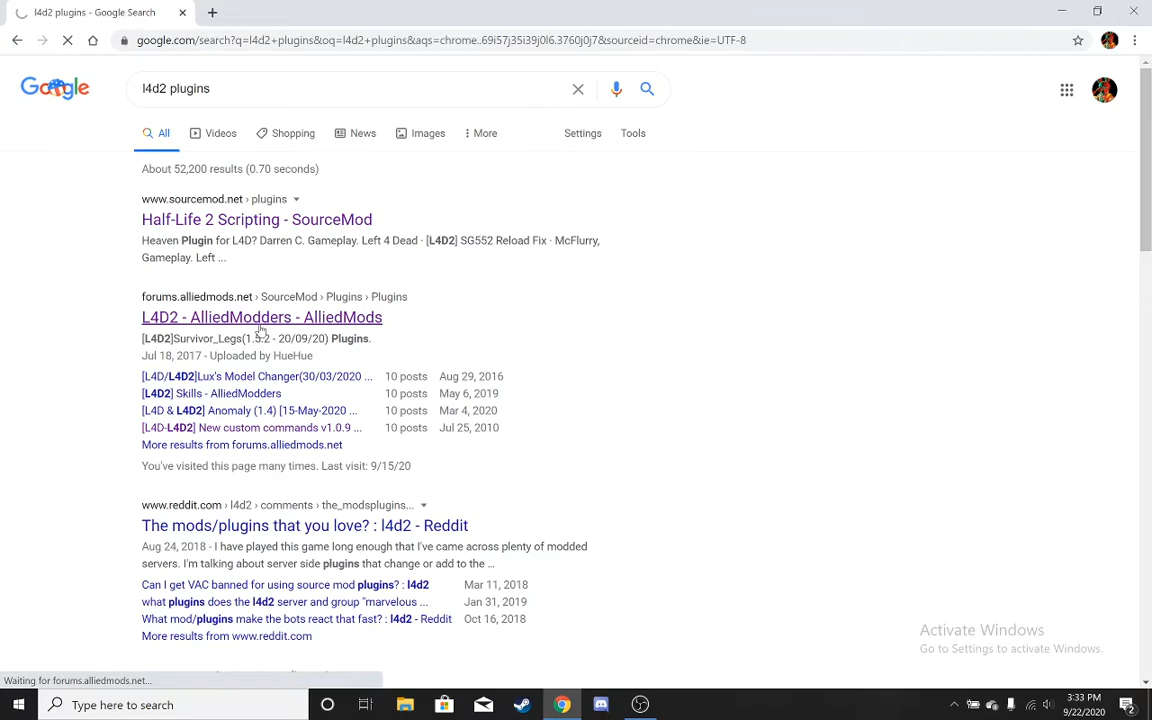 l4d2 plugins - Google Search
google.com/search?q=l4d2+plugins&oq=l4d2+plugins&aqs=chrome..69i57j35i39j0l6.3760j0j7&sourceid=chrome&ie=UTF-8
Google
l4d2 plugins
All Videos Shopping News Images More Settings Tools
About 52,200 results (0.70 seconds)
www.sourcemod.net › plugins
Half-Life 2 Scripting - SourceMod
Heaven Plugin for L4D? Darren C. Gameplay. Left 4 Dead · [L4D2] SG552 Reload Fix · McFlurry,
Gameplay. Left ...
forums.alliedmods.net › SourceMod › Plugins › Plugins
L4D2 - AlliedModders - AlliedMods
[L4D2]Survivor_Legs(1.5.2 - 20/09/20) Plugins.
Jul 18, 2017 - Uploaded by HueHue
[L4D/L4D2]Lux's Model Changer(30/03/2020 ... 10 posts Aug 29, 2016
[L4D2] Skills - AlliedModders 10 posts May 6, 2019
[L4D & L4D2] Anomaly (1.4) [15-May-2020 ... 10 posts Mar 4, 2020
[L4D-L4D2] New custom commands v1.0.9 ... 10 posts Jul 25, 2010
More results from forums.alliedmods.net
You've visited this page many times. Last visit: 9/15/20
www.reddit.com › l4d2 › comments › the_modsplugins...
The mods/plugins that you love? : l4d2 - Reddit
Aug 24, 2018 - I have played this game long enough that I've came across plenty of modded
servers. I'm talking about server side plugins that change or add to the ...
Can I get VAC banned for using source mod plugins? : l4d2 Mar 11, 2018
what plugins does the l4d2 server and group "marvelous ... Jan 31, 2019
What mod/plugins make the bots react that fast? : l4d2 - Reddit Oct 16, 2018
More results from www.reddit.com
Activate Windows
Go to Settings to activate Windows.
Waiting for forums.alliedmods.net...
Type here to search
3:33 PM
9/22/2020
2